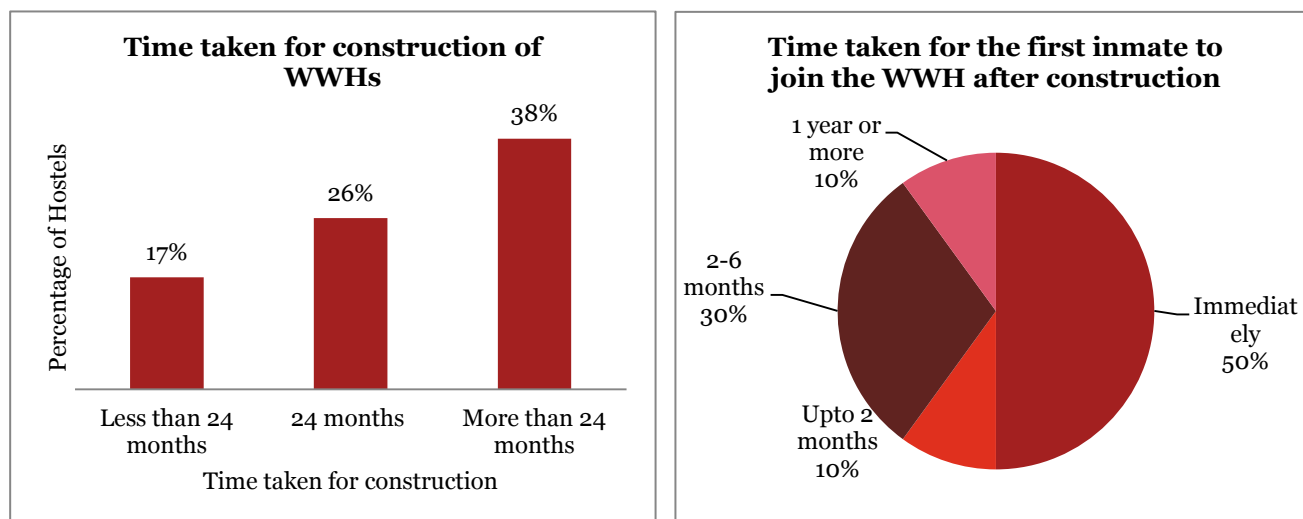 Time taken for construction of
WWHs
Percentage of Hostels
17%
26%
38%
Less than 24
months
24 months
More than 24
months
Time taken for construction
Time taken for the first inmate to
join the WWH after construction
1 year or
more
10%
2-6
months
30%
Upto 2
months
10%
Immediat
ely
50%